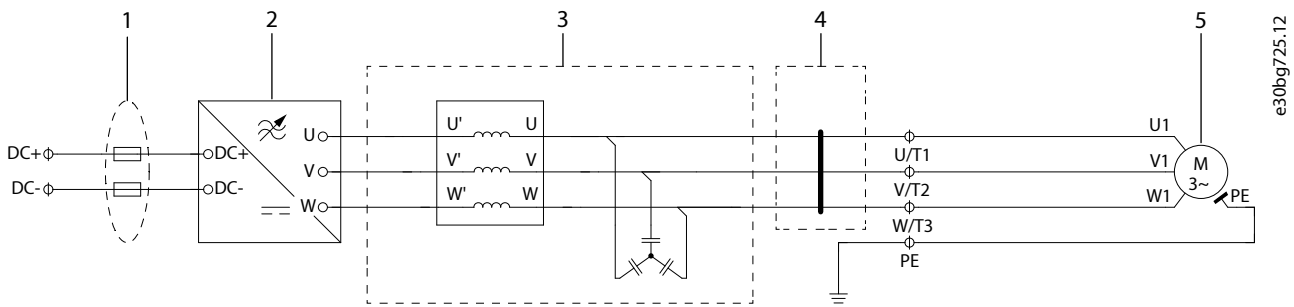 1 2 3 4 5
e30bg725.12
U' U U1
U
DC+ DC+ V' V U/T1 V1 M
V 3~
DC- DC- W' W V/T2 W1 PE
W
W/T3
PE